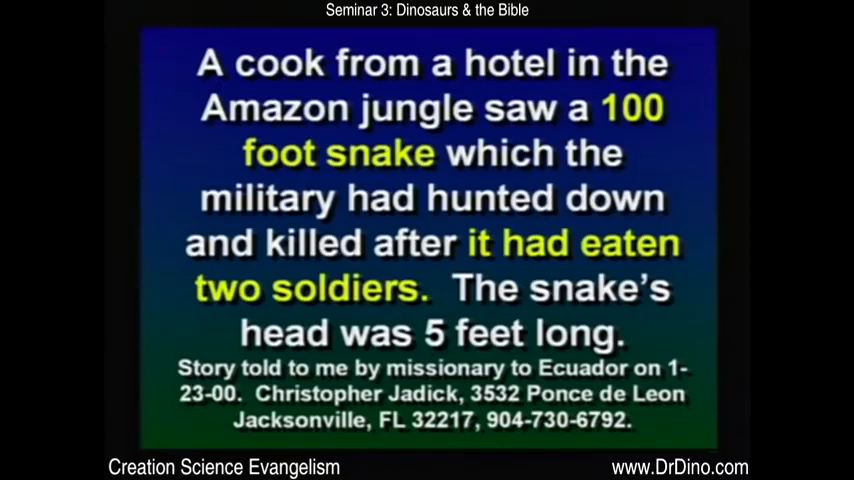 Seminar 3: Dinosaurs & the Bible
A cook from a hotel in the
Amazon jungle saw a 100
foot snake which the
military had hunted down
and killed after it had eaten
two soldiers. The snake's
head was 5 feet long.
Story told to me by missionary to Ecuador on 1-
23-00. Christopher Jadick, 3532 Ponce de Leon
Jacksonville, FL 32217, 904-730-6792.
Creation Science Evangelism
www.DrDino.com